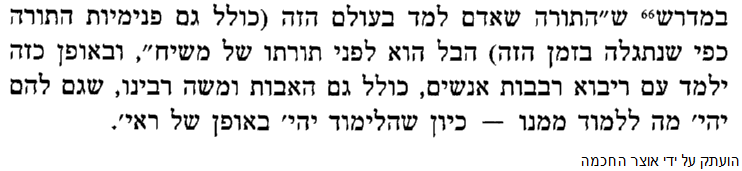 במדרש66 ש״התורה שאדם למד בעולם הזה (כולל גם פנימיות התורה
כפי שנתגלה בזמן הזה) הבל הוא לפני תורתו של משיח״, ובאופן כזה
ילמד עם ריבוא רבבות אנשים, כולל גם האבות ומשה רבינו, שגם להם
יהי׳ מה ללמוד ממנו — כיון שהלימוד יהי׳ באופן של ראי׳.
הועתק על ידי אוצר החכמה